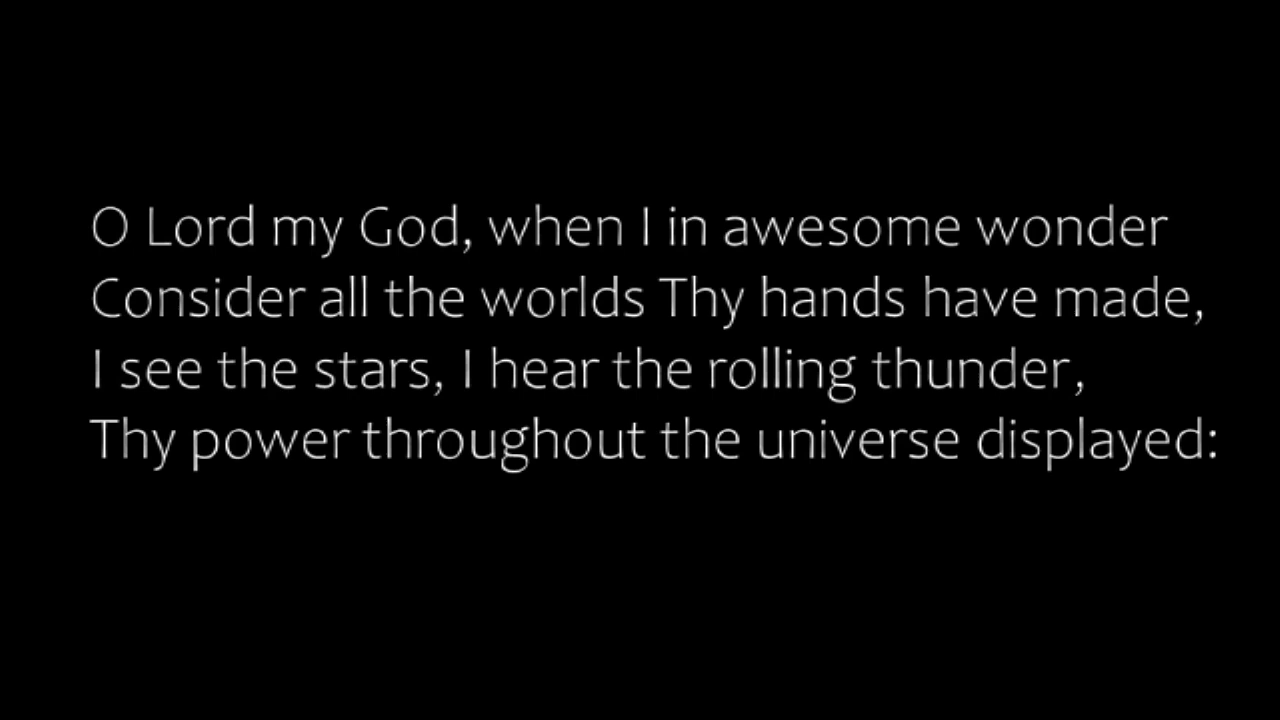 O Lord my God, when I in awesome wonder
Consider all the worlds Thy hands have made,
I see the stars, I hear the rolling thunder,
Thy power throughout the universe displayed: